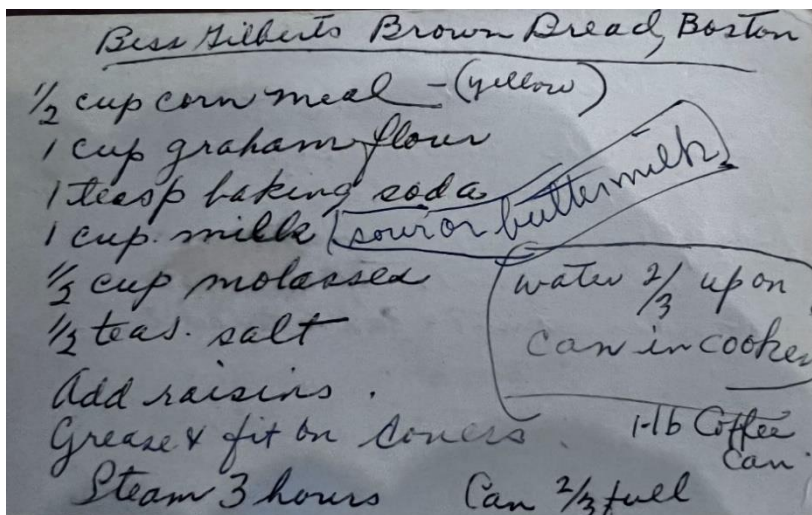 Bess Gilberts Brown Bread, Boston
1/2 cup corn meal - (yellow)
1 cup graham flour
1 teasp baking soda
1 cup. milk (sour or buttermilk)
1/2 cup molasses
water 2/3 up on
can in cooker
1/2 teas. salt
Add raisins.
Grease & fit on covers.
1-lb Coffee
Can.
Steam 3 hours Can 2/3 full